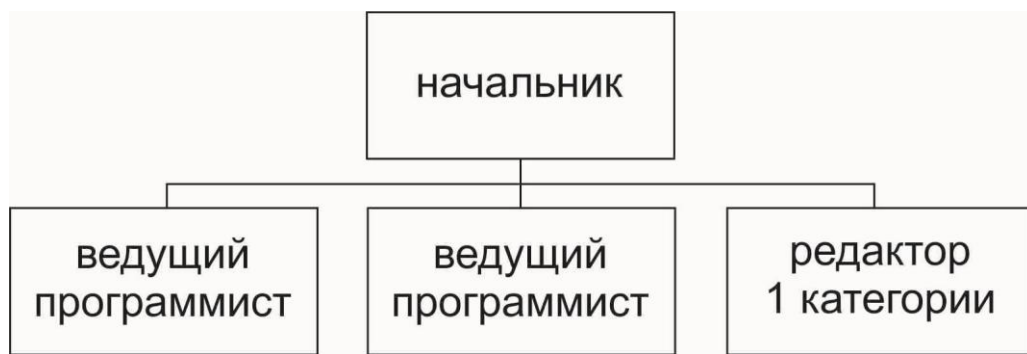 начальник
ведущий
программист
ведущий
программист
редактор
1 категории